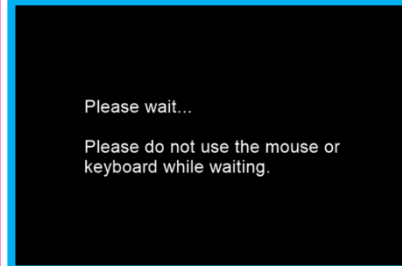 Please wait...
Please do not use the mouse or
keyboard while waiting.